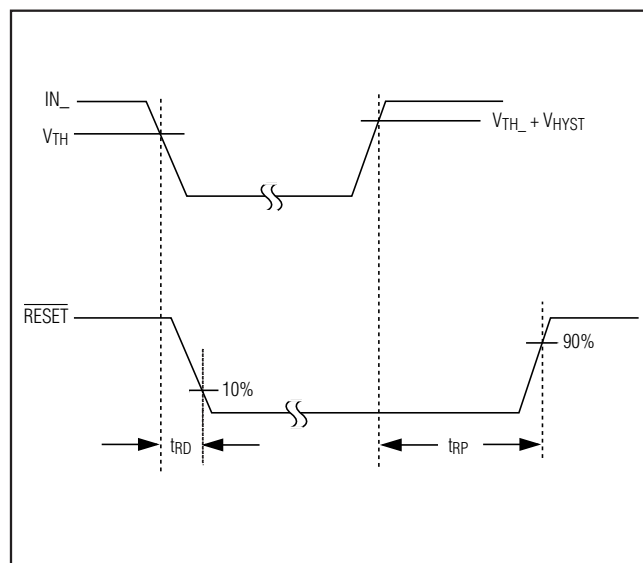 IN_
VTH
VTH_ + VHYST
RESET
10%
90%
tRD
tRP